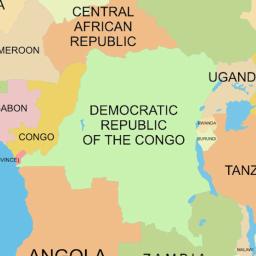 CENTRAL
AFRICAN
REPUBLIC
MEROON
UGAND
ABON
DEMOCRATIC
REPUBLIC
OF THE CONGO
CONGO
RWANDA
BURUNDI
VINCE)
TANZ
ANGOLA
ZAMBIA
MALAWI